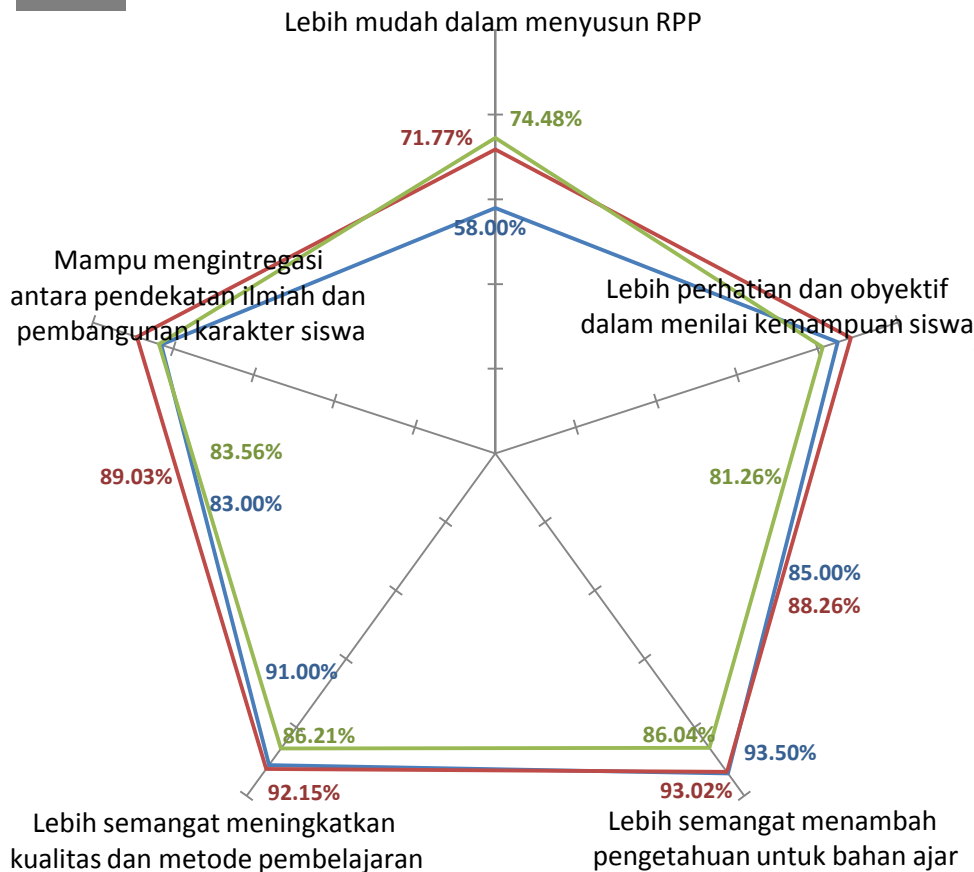 Lebih mudah dalam menyusun RPP
74.48%
71.77%
58.00%
Mampu mengintregasi
antara pendekatan ilmiah dan
pembangunan karakter siswa
Lebih perhatian dan obyektif
dalam menilai kemampuan siswa
83.56%
89.03%
83.00%
81.26%
85.00%
88.26%
91.00%
86.21%
86.04%
93.50%
92.15%
93.02%
Lebih semangat meningkatkan
kualitas dan metode pembelajaran
Lebih semangat menambah
pengetahuan untuk bahan ajar